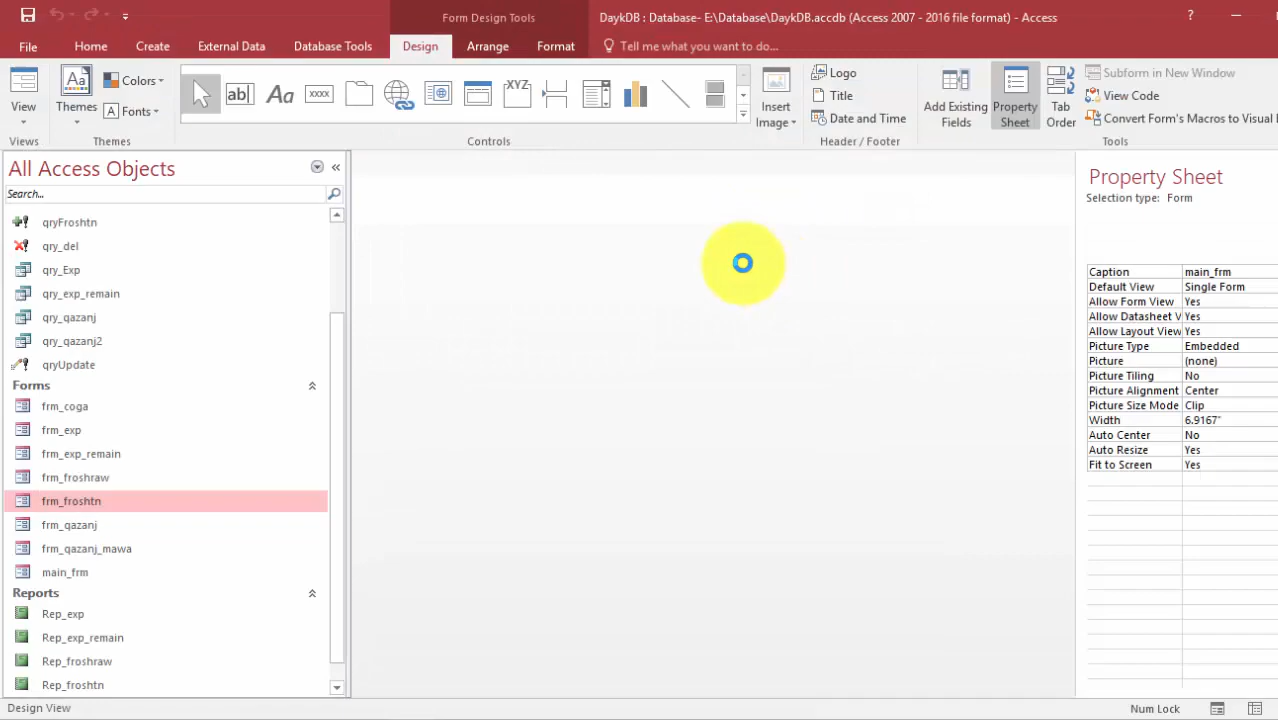 Form Design Tools
DaykDB : Database- E:\Database\DaykDB.accdb (Access 2007 - 2016 file format) - Access
?
File
Home
Create
External Data
Database Tools
Design
Arrange
Format
Tell me what you want to do...
View
Views
Aa
Themes
Colors
Fonts
Themes
ab|
Aa
xxxx
XYZ
Controls
Insert Image
Logo
Title
Date and Time
Header / Footer
Add Existing Fields
Property Sheet
Tab Order
Subform in New Window
View Code
Convert Form's Macros to Visual
Tools
All Access Objects
Search...
qryFroshtn
qry_del
qry_Exp
qry_exp_remain
qry_qazanj
qry_qazanj2
qryUpdate
Forms
frm_coga
frm_exp
frm_exp_remain
frm_froshraw
frm_froshtn
frm_qazanj
frm_qazanj_mawa
main_frm
Reports
Rep_exp
Rep_exp_remain
Rep_froshraw
Rep_froshtn
Property Sheet
Selection type: Form
Caption main_frm
Default View Single Form
Allow Form View Yes
Allow Datasheet V Yes
Allow Layout View Yes
Picture Type Embedded
Picture (none)
Picture Tiling No
Picture Alignment Center
Picture Size Mode Clip
Width 6.9167"
Auto Center No
Auto Resize Yes
Fit to Screen Yes
Design View
Num Lock